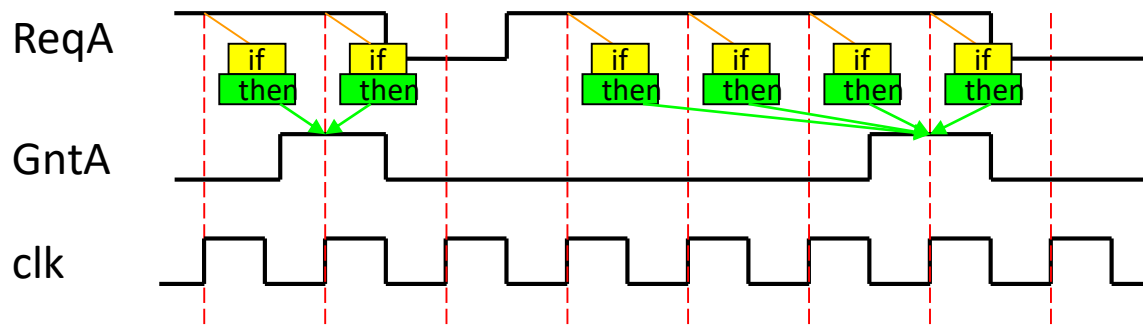 ReqA
if if if if if if
then then then then then then
GntA
clk